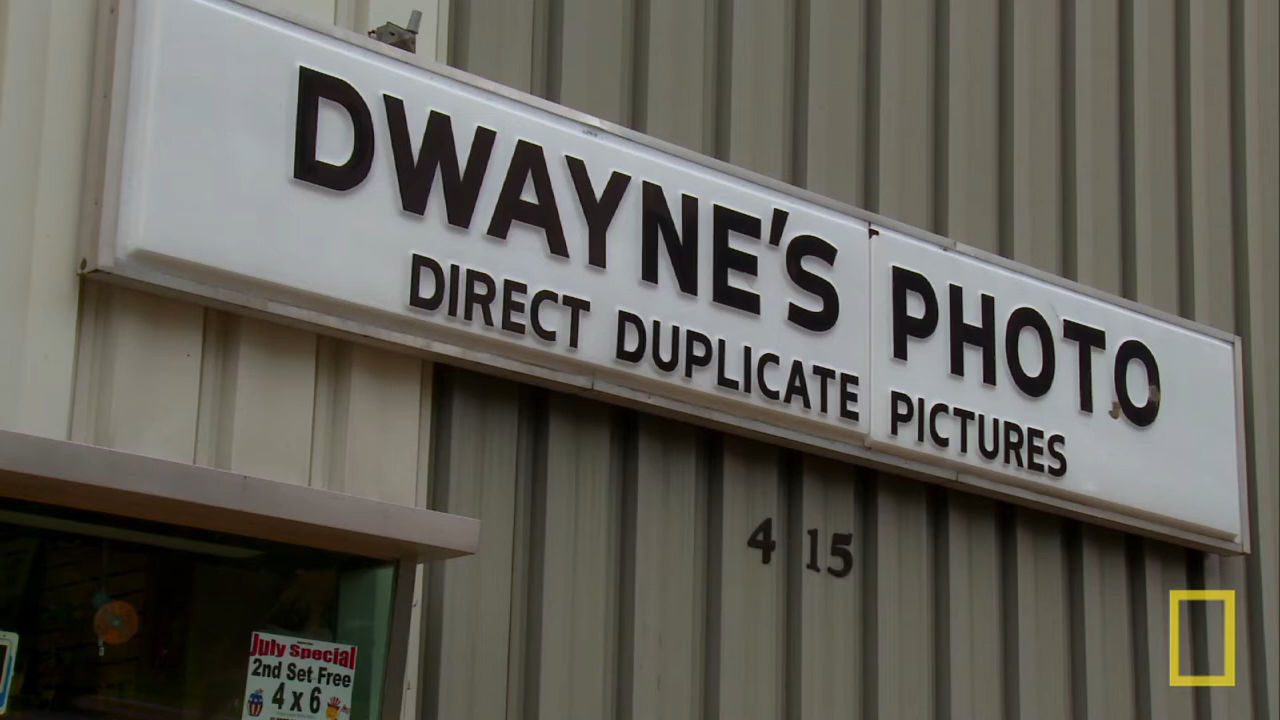 DWAYNE'S PHOTO
DIRECT DUPLICATE PICTURES
4 15
July Special
2nd Set Free
4 x 6